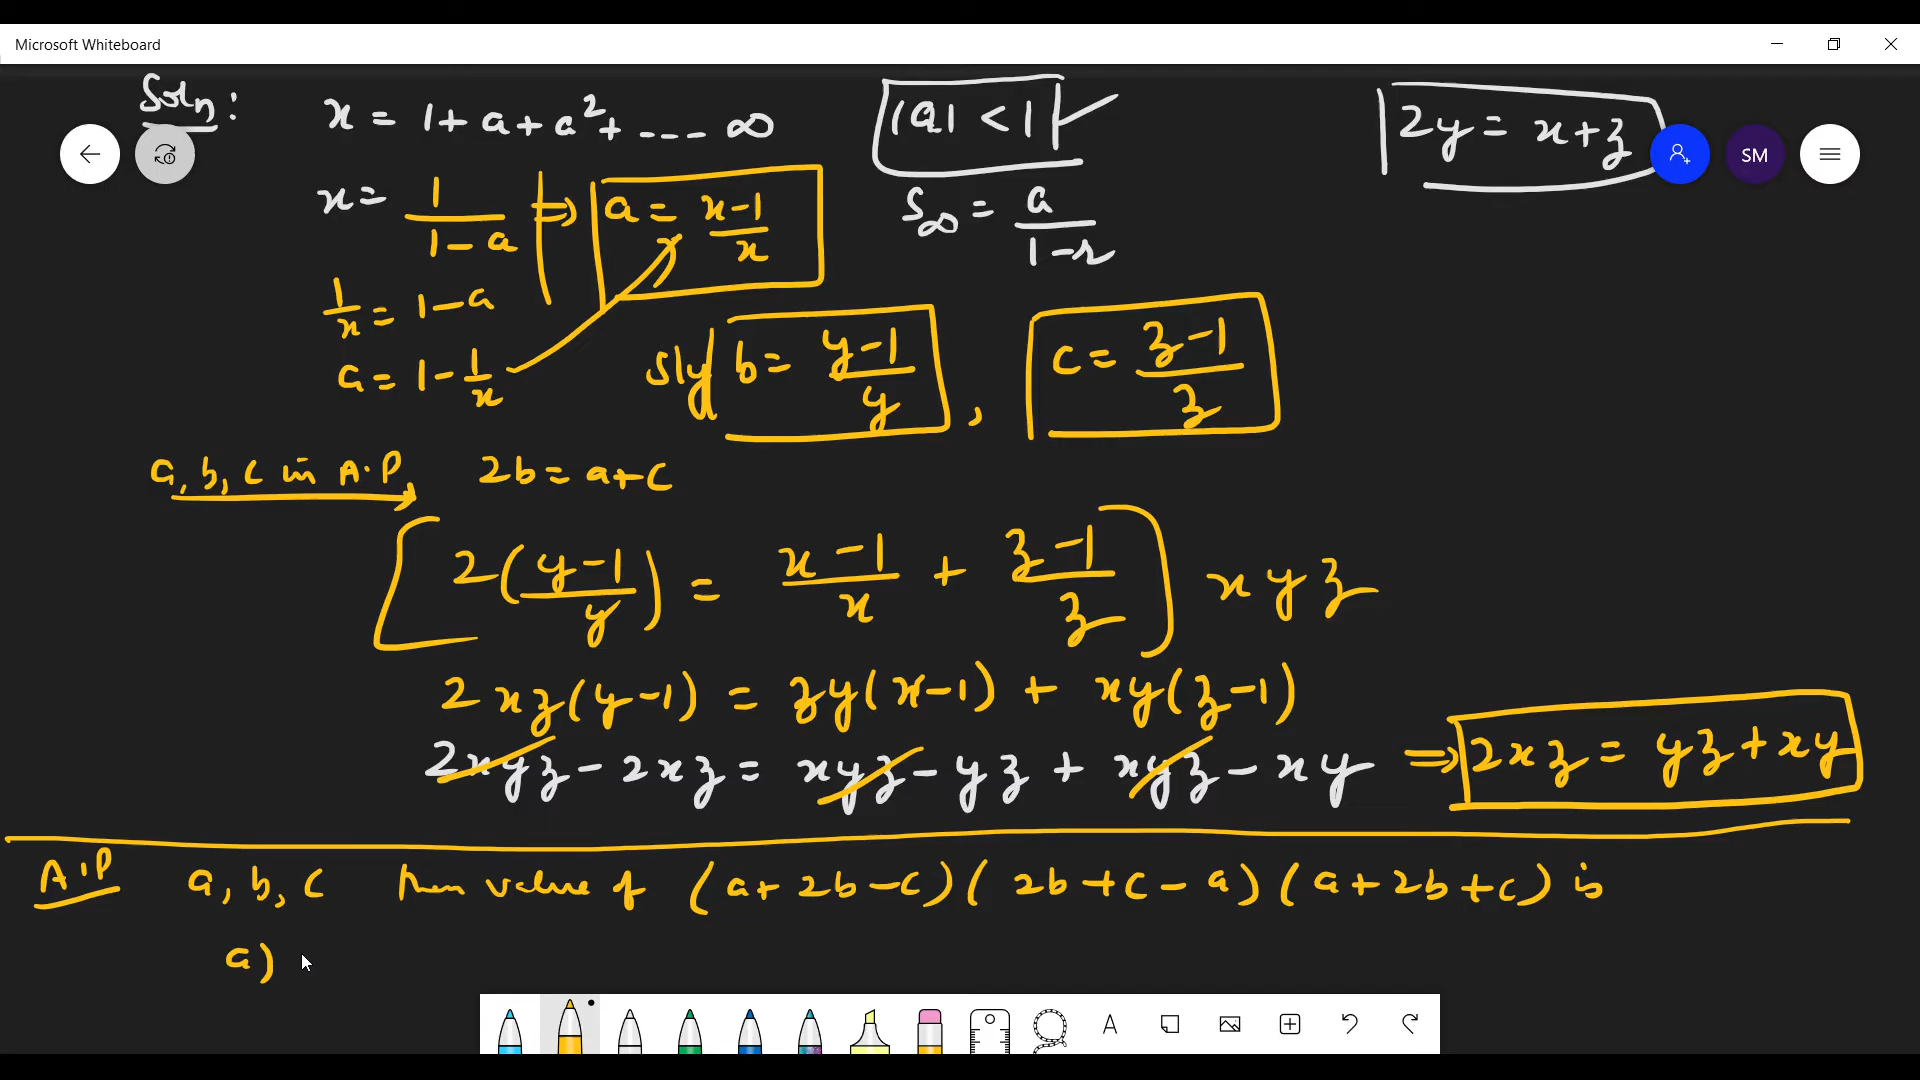 Microsoft Whiteboard
Soln:
x = 1 + a + a² + ---- ∞
|a| < 1
2y = x + z
SM
x = 1/(1-a) ⇒ a = (x-1)/x
S∞ = a/(1-r)
1/x = 1 - a
a = 1 - 1/x
sly b = (y-1)/y , c = (z-1)/z
a, b, c in A.P, 2b = a + c
[2((y-1)/y) = (x-1)/x + (z-1)/z] xyz
2xz(y-1) = zy(x-1) + xy(z-1)
2xyz - 2xz = xyz - yz + xyz - xy ⇒ 2xz = yz + xy
A.P a, b, c then value of (a + 2b - c)(2b + c - a)(a + 2b + c) is
a)
A